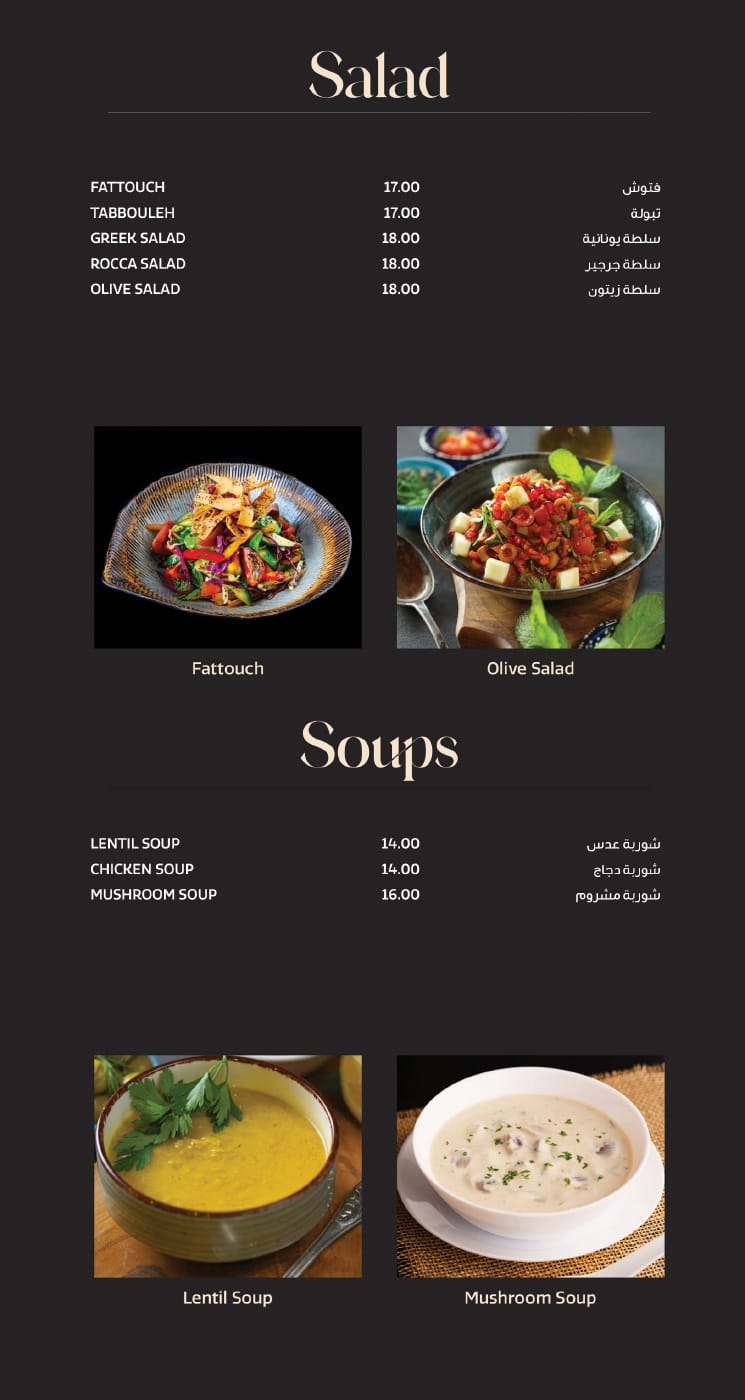 Salad
FATTOUCH 17.00 فتوش
TABBOULEH 17.00 تبولة
GREEK SALAD 18.00 سلطة يونانية
ROCCA SALAD 18.00 سلطة جرجير
OLIVE SALAD 18.00 سلطة زيتون
Fattouch
Olive Salad
Soups
LENTIL SOUP 14.00 شوربة عدس
CHICKEN SOUP 14.00 شوربة دجاج
MUSHROOM SOUP 16.00 شوربة مشروم
Lentil Soup
Mushroom Soup